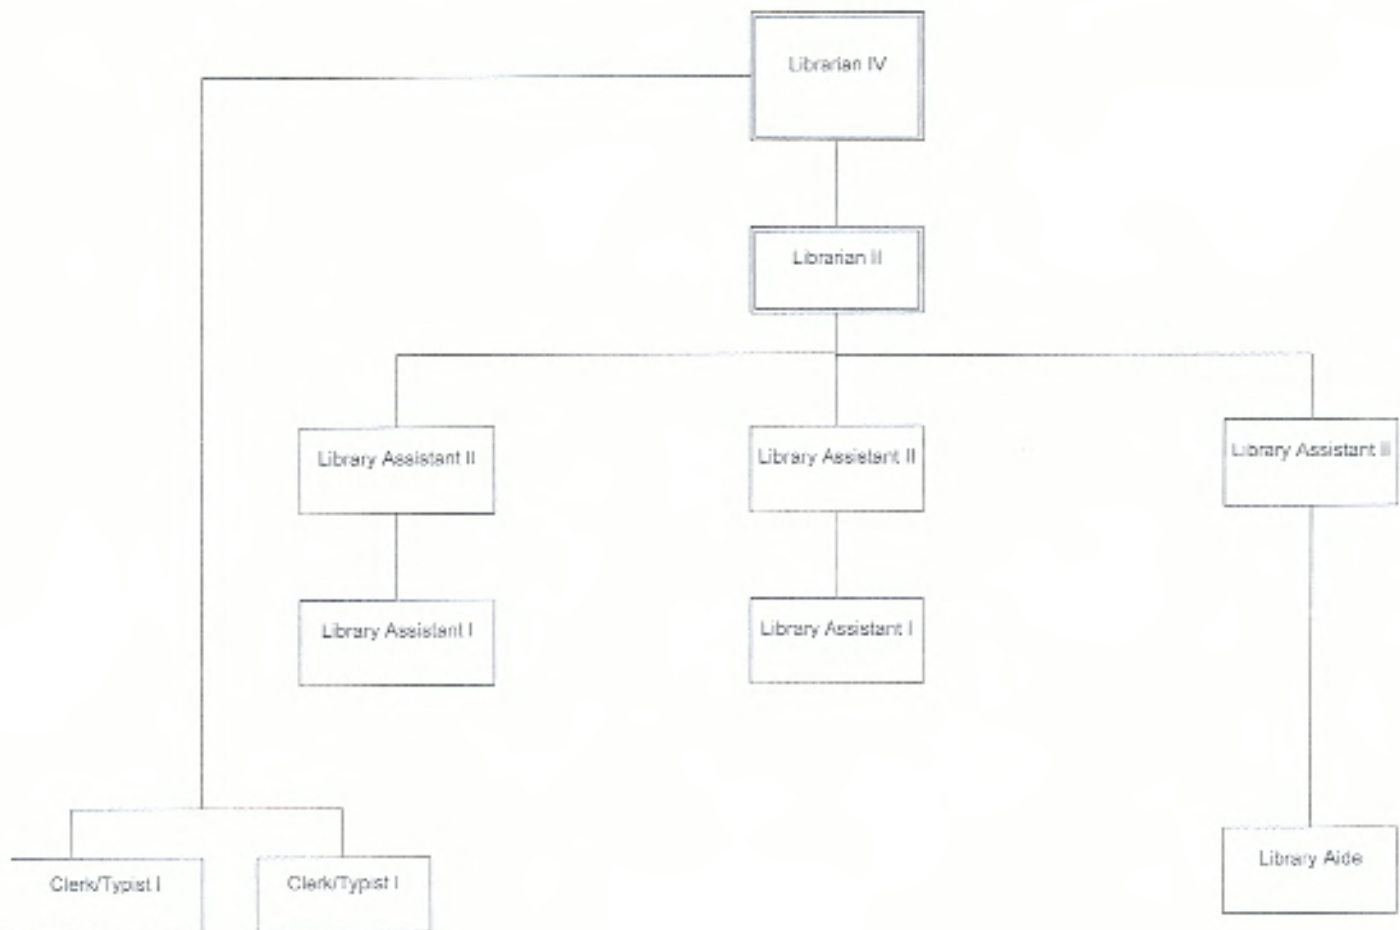 Librarian IV
Librarian II
Library Assistant II
Library Assistant II
Library Assistant II
Library Assistant I
Library Assistant I
Clerk/Typist I
Clerk/Typist I
Library Aide